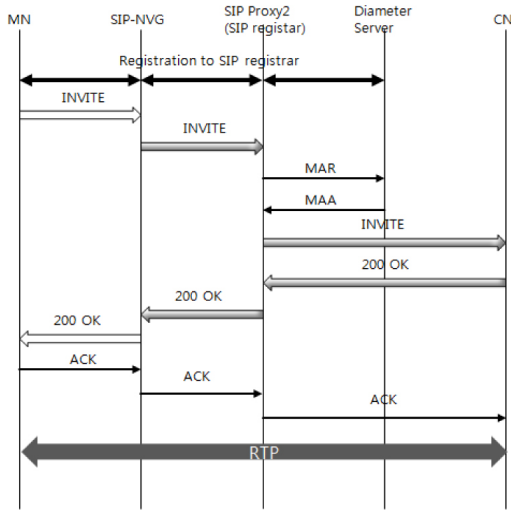 MN
SIP-NVG
SIP Proxy2
(SIP registar)
Diameter
Server
CN
Registration to SIP registrar
INVITE
INVITE
MAR
MAA
INVITE
200 OK
200 OK
200 OK
ACK
ACK
ACK
RTP